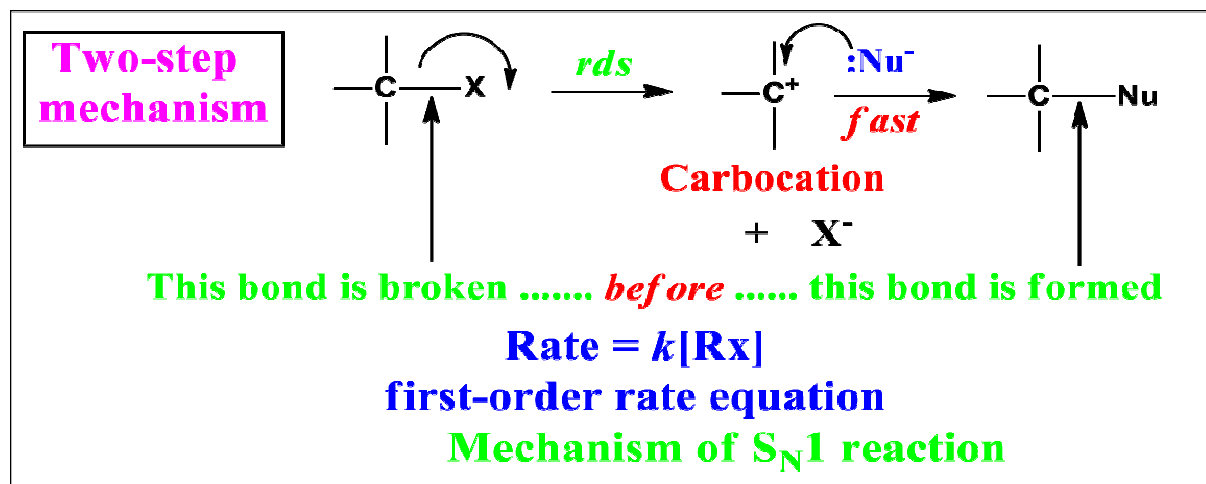 Two-step
mechanism
C X
rds
C+
:Nu-
fast
C Nu
Carbocation
+ X-
This bond is broken ....... before ...... this bond is formed
Rate = k[Rx]
first-order rate equation
Mechanism of SN1 reaction